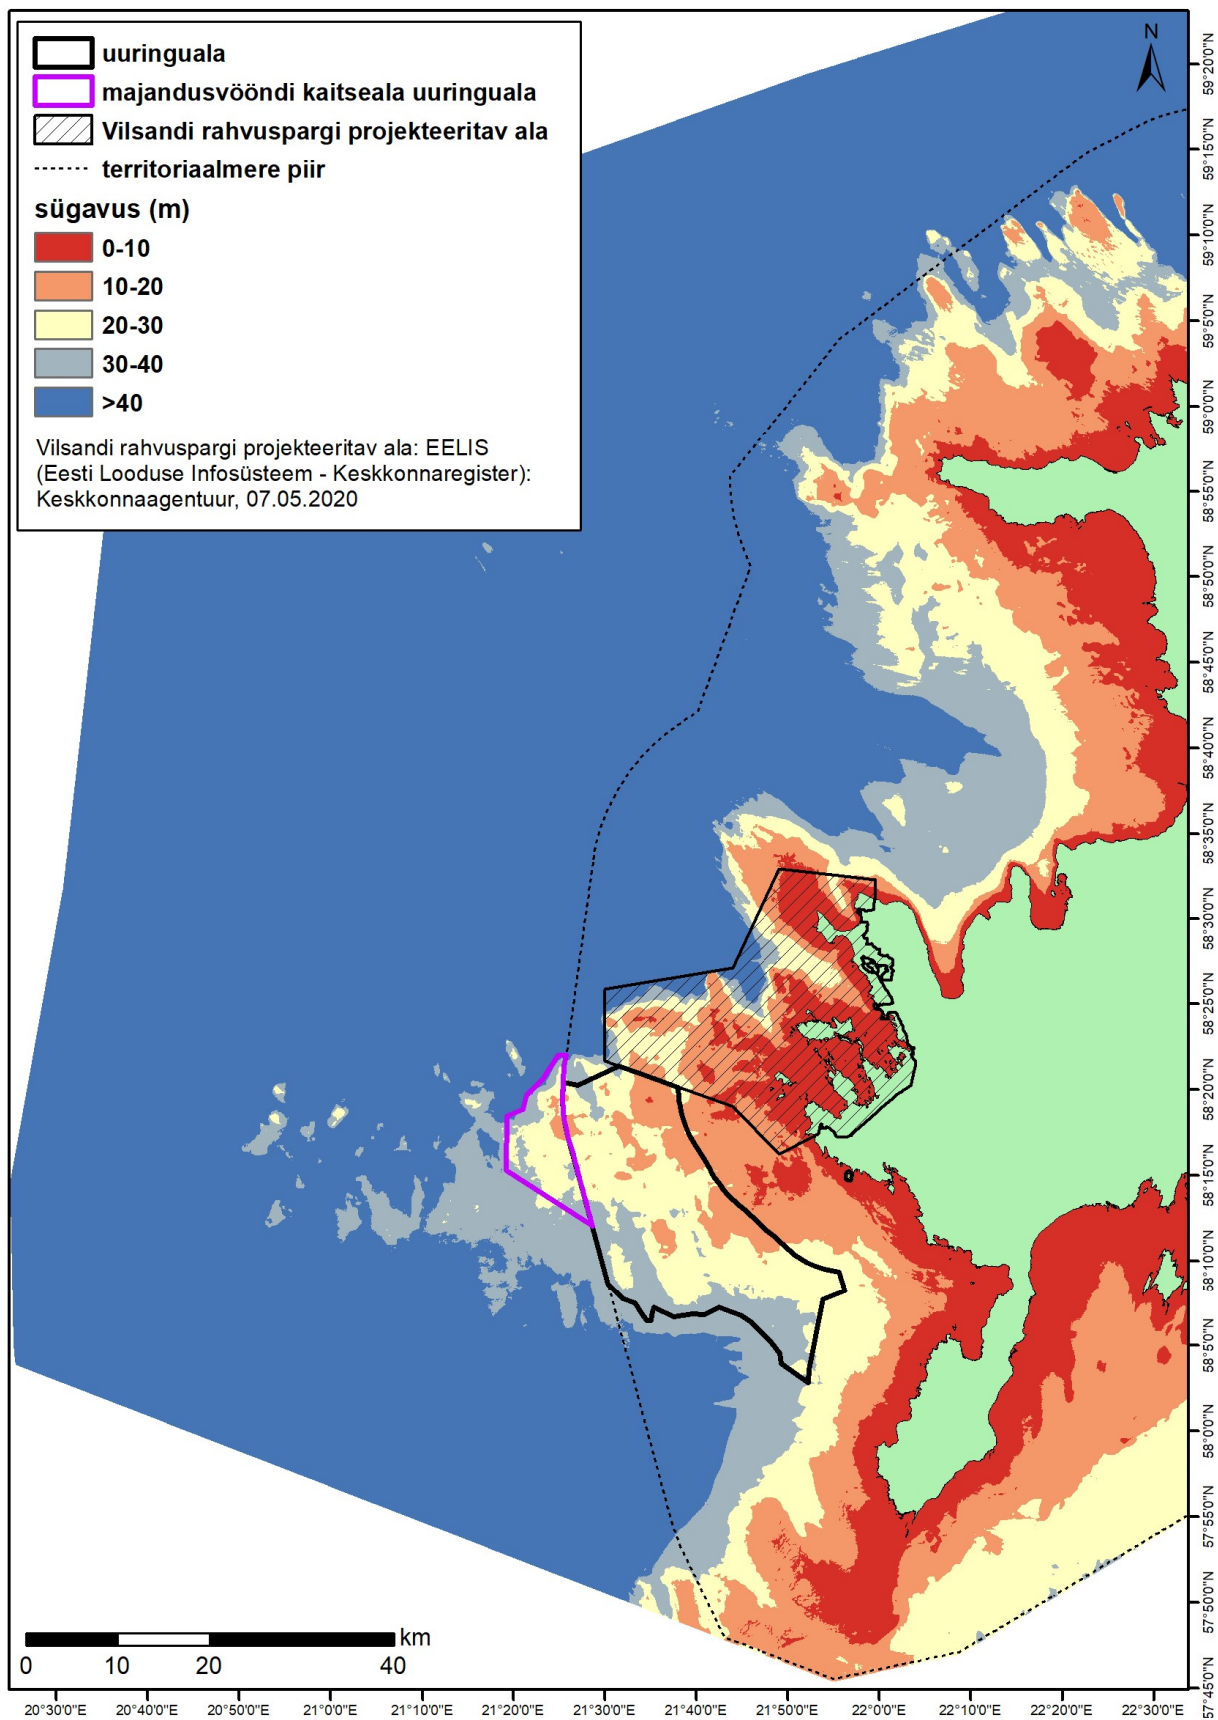 uuringuala
majandusvööndi kaitseala uuringuala
Vilsandi rahvuspargi projekteeritav ala
territoriaalmere piir
sügavus (m)
0-10
10-20
20-30
30-40
>40
Vilsandi rahvuspargi projekteeritav ala: EELIS
(Eesti Looduse Infosüsteem - Keskkonnaregister):
Keskkonnaagentuur, 07.05.2020
N
59°20'0"N
59°15'0"N
59°10'0"N
59°5'0"N
59°0'0"N
58°55'0"N
58°50'0"N
58°45'0"N
58°40'0"N
58°35'0"N
58°30'0"N
58°25'0"N
58°20'0"N
58°15'0"N
58°10'0"N
58°5'0"N
58°0'0"N
57°55'0"N
57°50'0"N
57°45'0"N
km
0 10 20 40
20°30'0"E 20°40'0"E 20°50'0"E 21°0'0"E 21°10'0"E 21°20'0"E 21°30'0"E 21°40'0"E 21°50'0"E 22°0'0"E 22°10'0"E 22°20'0"E 22°30'0"E